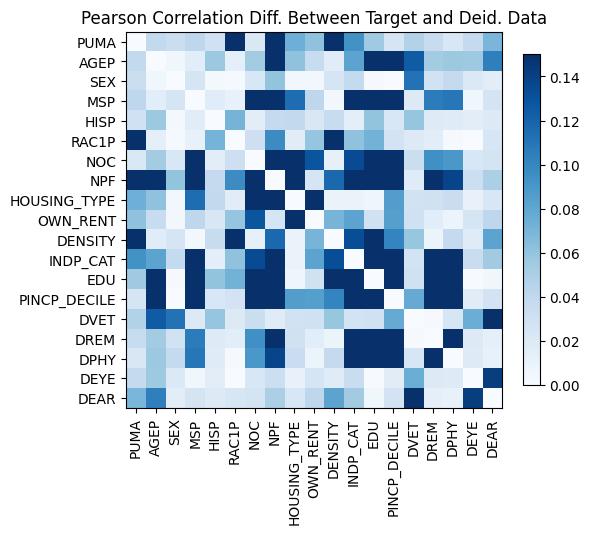 Pearson Correlation Diff. Between Target and Deid. Data
PUMA
AGEP
SEX
MSP
HISP
RAC1P
NOC
NPF
HOUSING_TYPE
OWN_RENT
DENSITY
INDP_CAT
EDU
PINCP_DECILE
DVET
DREM
DPHY
DEYE
DEAR
PUMA
AGEP
SEX
MSP
HISP
RAC1P
NOC
NPF
HOUSING_TYPE
OWN_RENT
DENSITY
INDP_CAT
EDU
PINCP_DECILE
DVET
DREM
DPHY
DEYE
DEAR
0.14
0.12
0.10
0.08
0.06
0.04
0.02
0.00